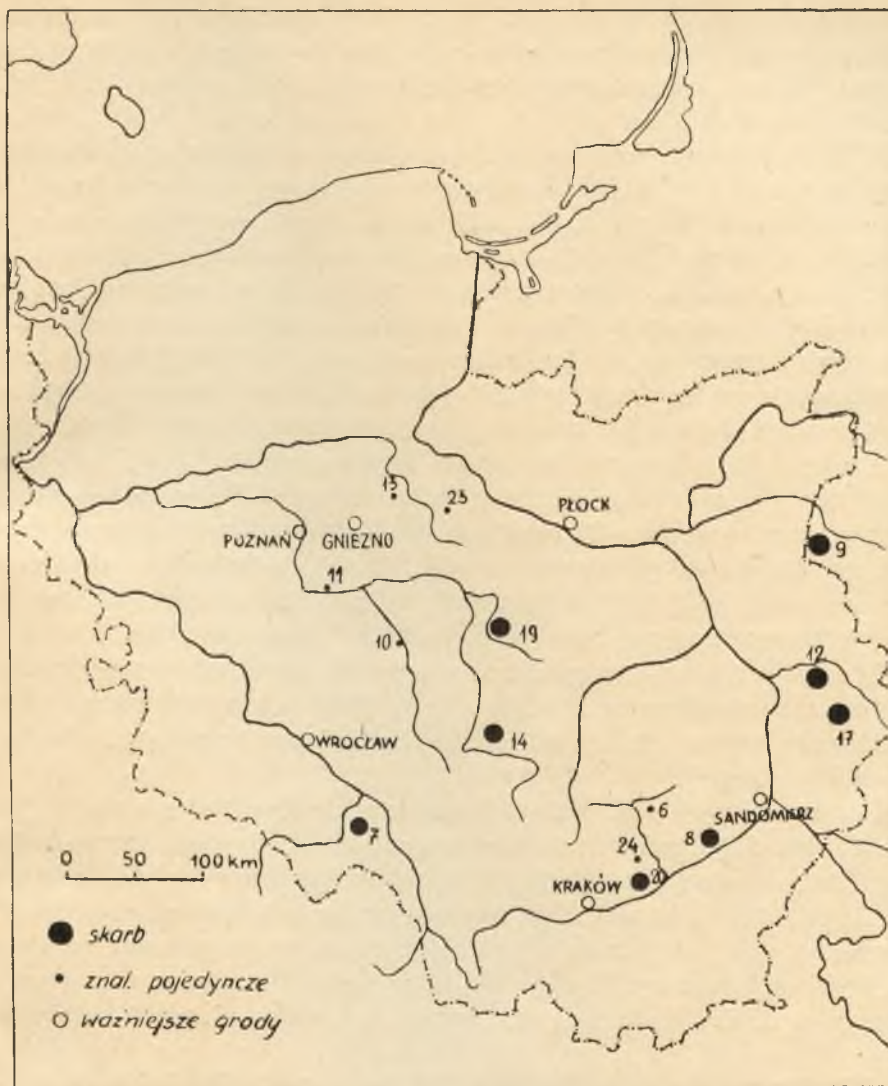 13
23
PŁOCK
POZNAŃ
GNIEZNO
9
11
19
10
12
17
WROCŁAW
14
SANDOMIERZ
6
8
7
24
20
KRAKÓW
0 50 100 km
skarb
znal. pojedyncze
ważniejsze grody